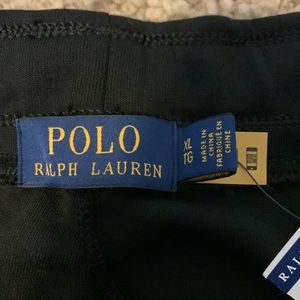 POLO
RALPH LAUREN
XL
TG
MADE IN
CHINA
FABRIQUÉ EN
CHINE
RAL